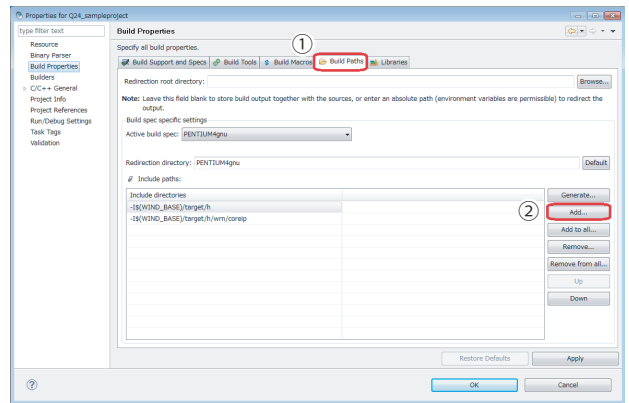 Properties for Q24_sampleproject
type filter text
Resource
Binary Parser
Build Properties
Builders
C/C++ General
Project Info
Project References
Run/Debug Settings
Task Tags
Validation
Build Properties
Specify all build properties.
①
Build Support and Specs Build Tools Build Macros Build Paths Libraries
Redirection root directory: Browse...
Note: Leave this field blank to store build output together with the sources, or enter an absolute path (environment variables are permissible) to redirect the
output.
Build spec specific settings
Active build spec: PENTIUM4gnu
Redirection directory: PENTIUM4gnu Default
Include paths:
Include directories
-I$(WIND_BASE)/target/h
-I$(WIND_BASE)/target/h/wrn/coreip
Generate...
② Add...
Add to all...
Remove...
Remove from all...
Up
Down
Restore Defaults Apply
? OK Cancel